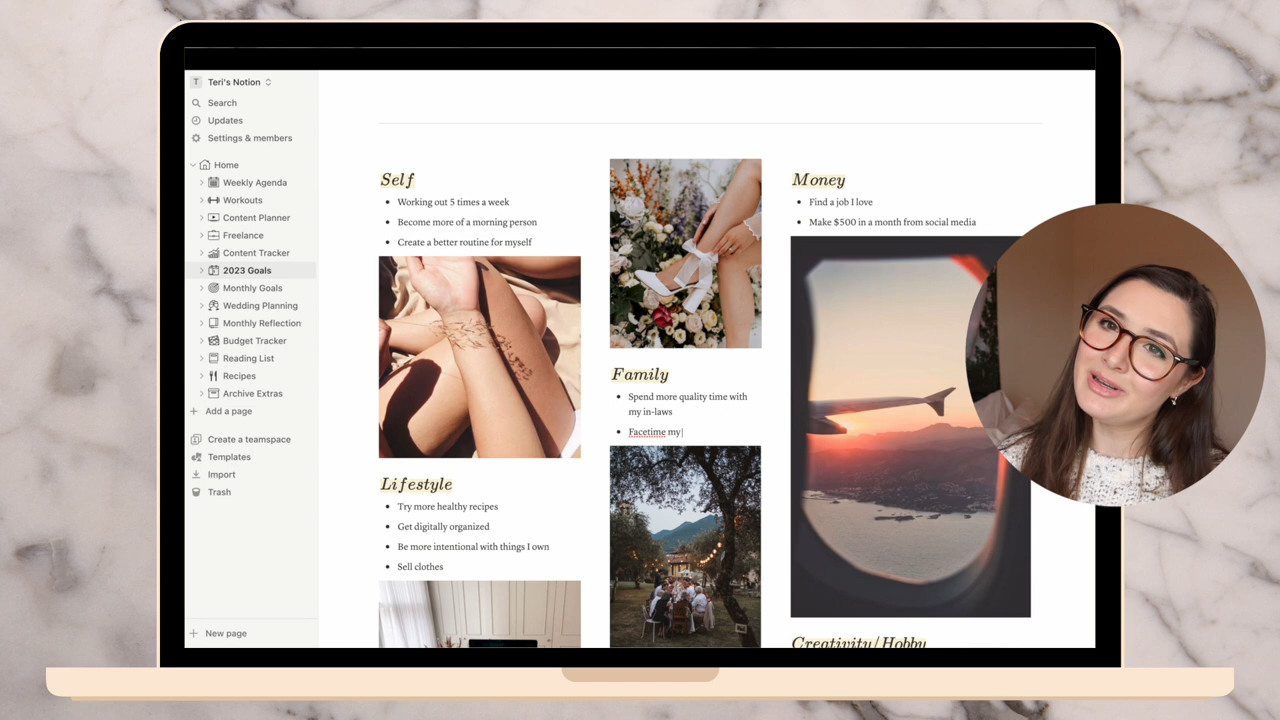 T Teri's Notion
Search
Updates
Settings & members
Home
Weekly Agenda
Workouts
Content Planner
Freelance
Content Tracker
2023 Goals
Monthly Goals
Wedding Planning
Monthly Reflection
Budget Tracker
Reading List
Recipes
Archive Extras
Add a page
Create a teamspace
Templates
Import
Trash
New page
Self
Working out 5 times a week
Become more of a morning person
Create a better routine for myself
Lifestyle
Try more healthy recipes
Get digitally organized
Be more intentional with things I own
Sell clothes
Family
Spend more quality time with
my in-laws
Facetime my
Money
Find a job I love
Make $500 in a month from social media
Creativity/Hobby